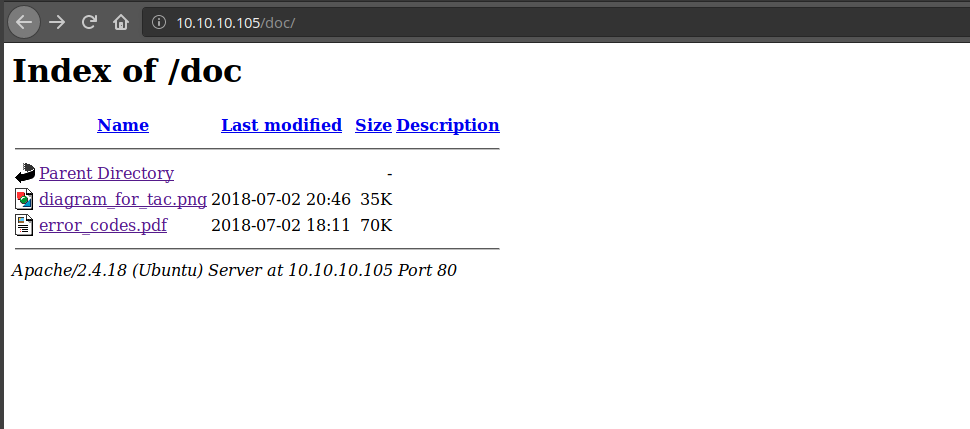 10.10.10.105/doc/
Index of /doc
Name Last modified Size Description
Parent Directory -
diagram_for_tac.png 2018-07-02 20:46 35K
error_codes.pdf 2018-07-02 18:11 70K
Apache/2.4.18 (Ubuntu) Server at 10.10.10.105 Port 80